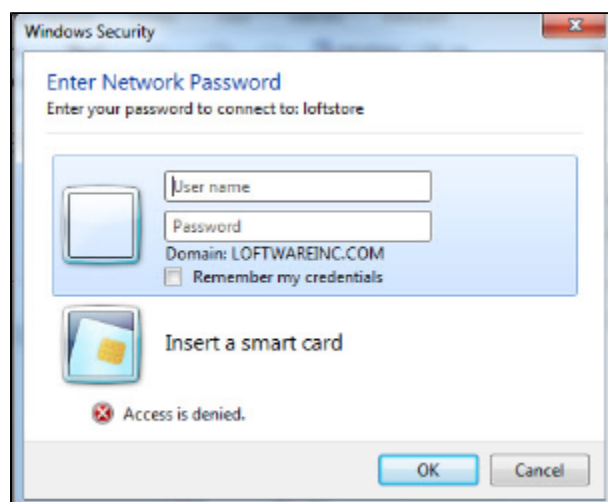 Windows Security
Enter Network Password
Enter your password to connect to: loftstore
User name
Password
Domain: LOFTWAREINC.COM
Remember my credentials
Insert a smart card
Access is denied.
OK
Cancel